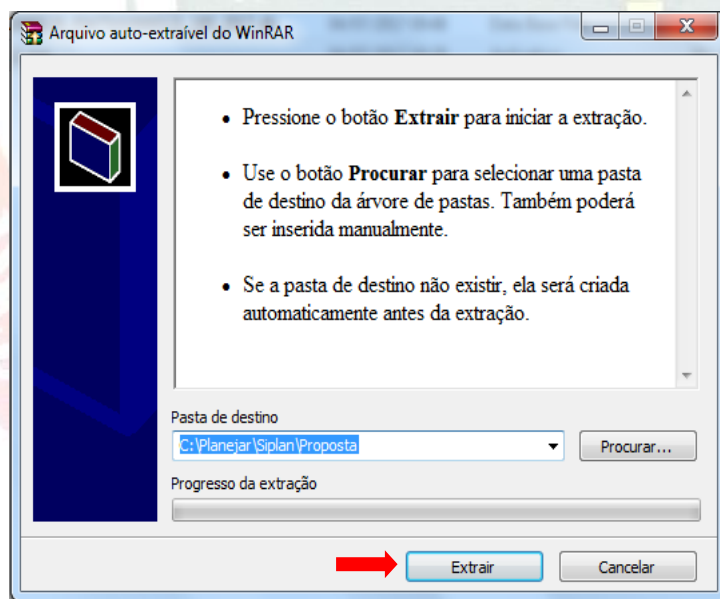 Arquivo auto-extraível do WinRAR
• Pressione o botão Extrair para iniciar a extração.
• Use o botão Procurar para selecionar uma pasta
de destino da árvore de pastas. Também poderá
ser inserida manualmente.
• Se a pasta de destino não existir, ela será criada
automaticamente antes da extração.
Pasta de destino
C:\Planejar\Siplan\Proposta
Procurar...
Progresso da extração
Extrair
Cancelar